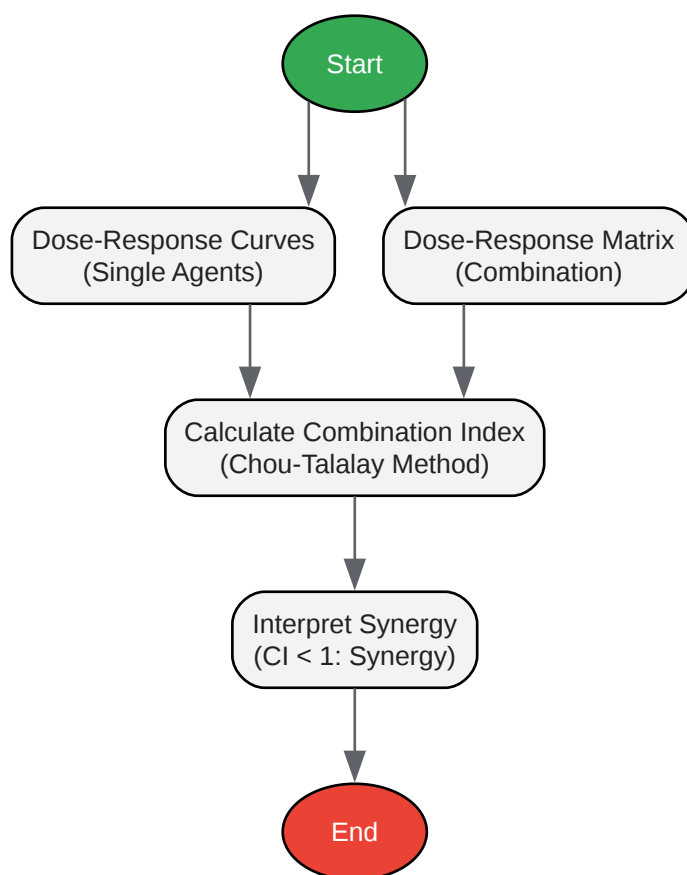 Start
Dose-Response Curves
(Single Agents)
Dose-Response Matrix
(Combination)
Calculate Combination Index
(Chou-Talalay Method)
Interpret Synergy
(CI < 1: Synergy)
End